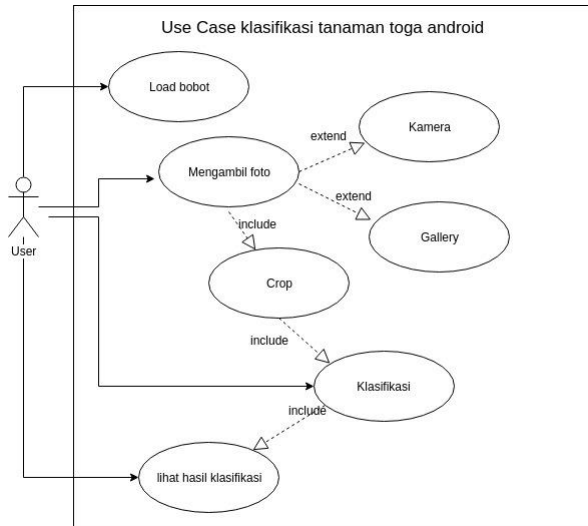 Use Case klasifikasi tanaman toga android
Load bobot
Kamera
extend
Mengambil foto
extend
User
include
Gallery
Crop
include
Klasifikasi
include
lihat hasil klasifikasi